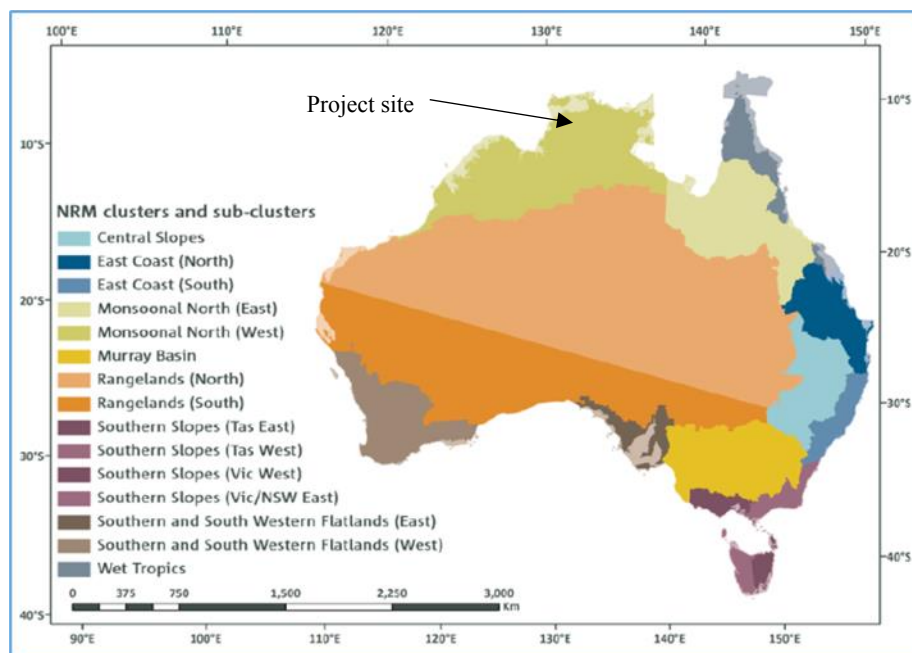 100°E 110°E 120°E 130°E 140°E 150°E
Project site
10°S
10°S
NRM clusters and sub-clusters
Central Slopes
East Coast (North)
20°S
East Coast (South)
20°S
Monsoonal North (East)
Monsoonal North (West)
Murray Basin
Rangelands (North)
Rangelands (South)
30°S
Southern Slopes (Tas East)
Southern Slopes (Tas West)
30°S
Southern Slopes (Vic West)
Southern Slopes (Vic/NSW East)
Southern and South Western Flatlands (East)
Southern and South Western Flatlands (West)
40°S
Wet Tropics
0 375 750 1,500 2,250 3,000
Km
40°S
90°E 100°E 110°E 120°E 130°E 140°E 150°E